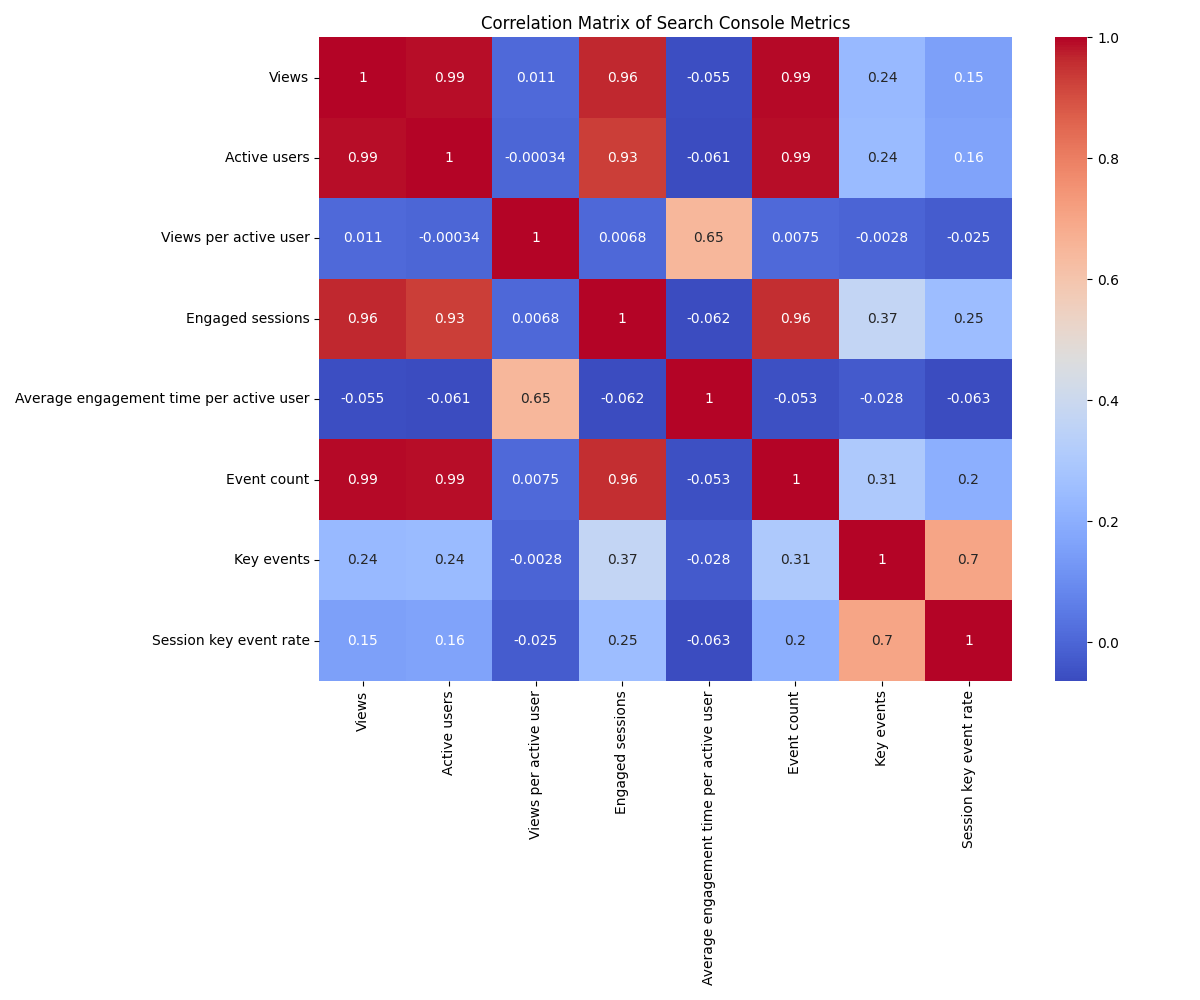 Correlation Matrix of Search Console Metrics
Views 1 0.99 0.011 0.96 -0.055 0.99 0.24 0.15
Active users 0.99 1 -0.00034 0.93 -0.061 0.99 0.24 0.16
Views per active user 0.011 -0.00034 1 0.0068 0.65 0.0075 -0.0028 -0.025
Engaged sessions 0.96 0.93 0.0068 1 -0.062 0.96 0.37 0.25
Average engagement time per active user -0.055 -0.061 0.65 -0.062 1 -0.053 -0.028 -0.063
Event count 0.99 0.99 0.0075 0.96 -0.053 1 0.31 0.2
Key events 0.24 0.24 -0.0028 0.37 -0.028 0.31 1 0.7
Session key event rate 0.15 0.16 -0.025 0.25 -0.063 0.2 0.7 1
Views
Active users
Views per active user
Engaged sessions
Average engagement time per active user
Event count
Key events
Session key event rate
1.0
0.8
0.6
0.4
0.2
0.0